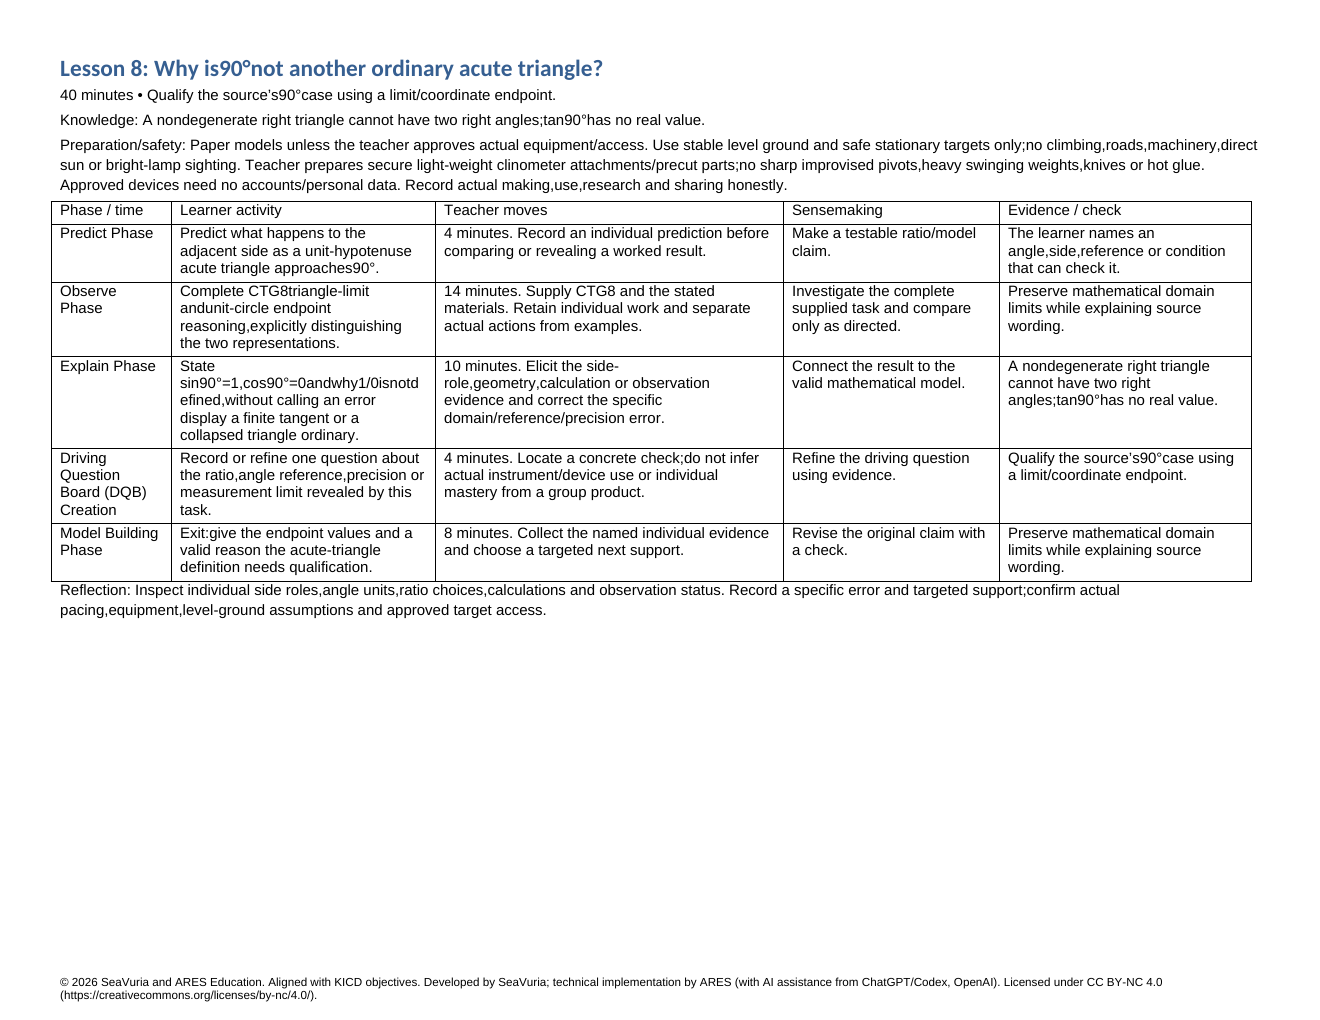 Lesson 8: Why is90°not another ordinary acute triangle?
40 minutes • Qualify the source’s90°case using a limit/coordinate endpoint.
Knowledge: A nondegenerate right triangle cannot have two right angles;tan90°has no real value.
Preparation/safety: Paper models unless the teacher approves actual equipment/access. Use stable level ground and safe stationary targets only;no climbing,roads,machinery,direct
sun or bright-lamp sighting. Teacher prepares secure light-weight clinometer attachments/precut parts;no sharp improvised pivots,heavy swinging weights,knives or hot glue.
Approved devices need no accounts/personal data. Record actual making,use,research and sharing honestly.
Phase / time
Learner activity
Teacher moves
Sensemaking
Evidence / check
Predict Phase
Predict what happens to the
adjacent side as a unit-hypotenuse
acute triangle approaches90°.
4 minutes. Record an individual prediction before
comparing or revealing a worked result.
Make a testable ratio/model
claim.
The learner names an
angle,side,reference or condition
that can check it.
Observe
Phase
Complete CTG8triangle-limit
andunit-circle endpoint
reasoning,explicitly distinguishing
the two representations.
14 minutes. Supply CTG8 and the stated
materials. Retain individual work and separate
actual actions from examples.
Investigate the complete
supplied task and compare
only as directed.
Preserve mathematical domain
limits while explaining source
wording.
Explain Phase
State
sin90°=1,cos90°=0andwhy1/0isnotd
efined,without calling an error
display a finite tangent or a
collapsed triangle ordinary.
10 minutes. Elicit the side-
role,geometry,calculation or observation
evidence and correct the specific
domain/reference/precision error.
Connect the result to the
valid mathematical model.
A nondegenerate right triangle
cannot have two right
angles;tan90°has no real value.
Driving
Question
Board (DQB)
Creation
Record or refine one question about
the ratio,angle reference,precision or
measurement limit revealed by this
task.
4 minutes. Locate a concrete check;do not infer
actual instrument/device use or individual
mastery from a group product.
Refine the driving question
using evidence.
Qualify the source’s90°case using
a limit/coordinate endpoint.
Model Building
Phase
Exit:give the endpoint values and a
valid reason the acute-triangle
definition needs qualification.
8 minutes. Collect the named individual evidence
and choose a targeted next support.
Revise the original claim with
a check.
Preserve mathematical domain
limits while explaining source
wording.
Reflection: Inspect individual side roles,angle units,ratio choices,calculations and observation status. Record a specific error and targeted support;confirm actual
pacing,equipment,level-ground assumptions and approved target access.
© 2026 SeaVuria and ARES Education. Aligned with KICD objectives. Developed by SeaVuria; technical implementation by ARES (with AI assistance from ChatGPT/Codex, OpenAI). Licensed under CC BY-NC 4.0
(https://creativecommons.org/licenses/by-nc/4.0/).